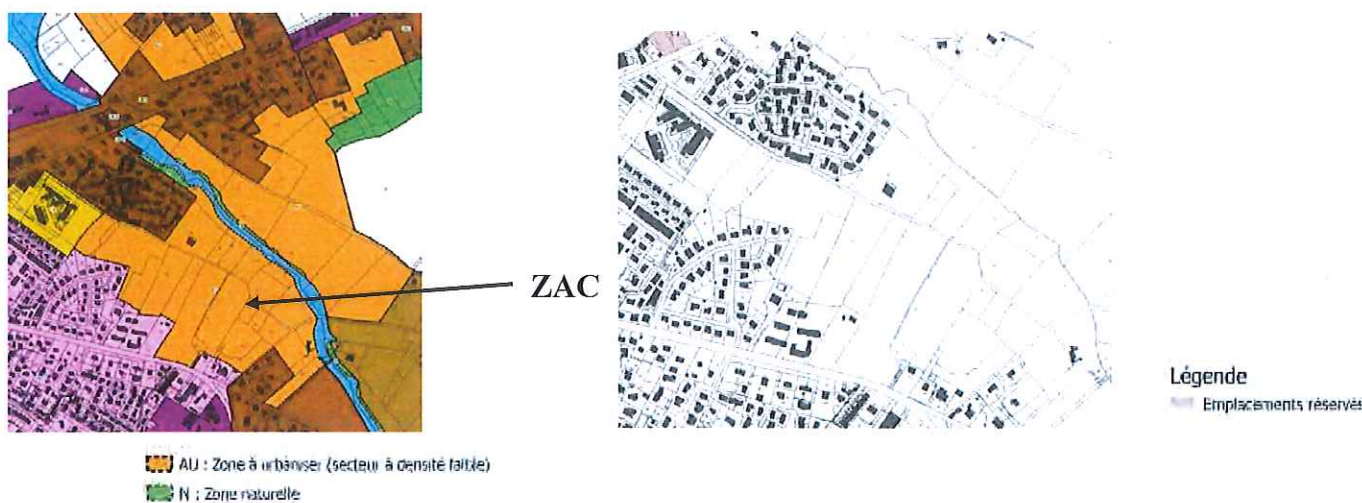 ZAC
Légende
Emplacements réservés
AU : Zone à urbaniser (secteur à densité faible)
N : Zone naturelle